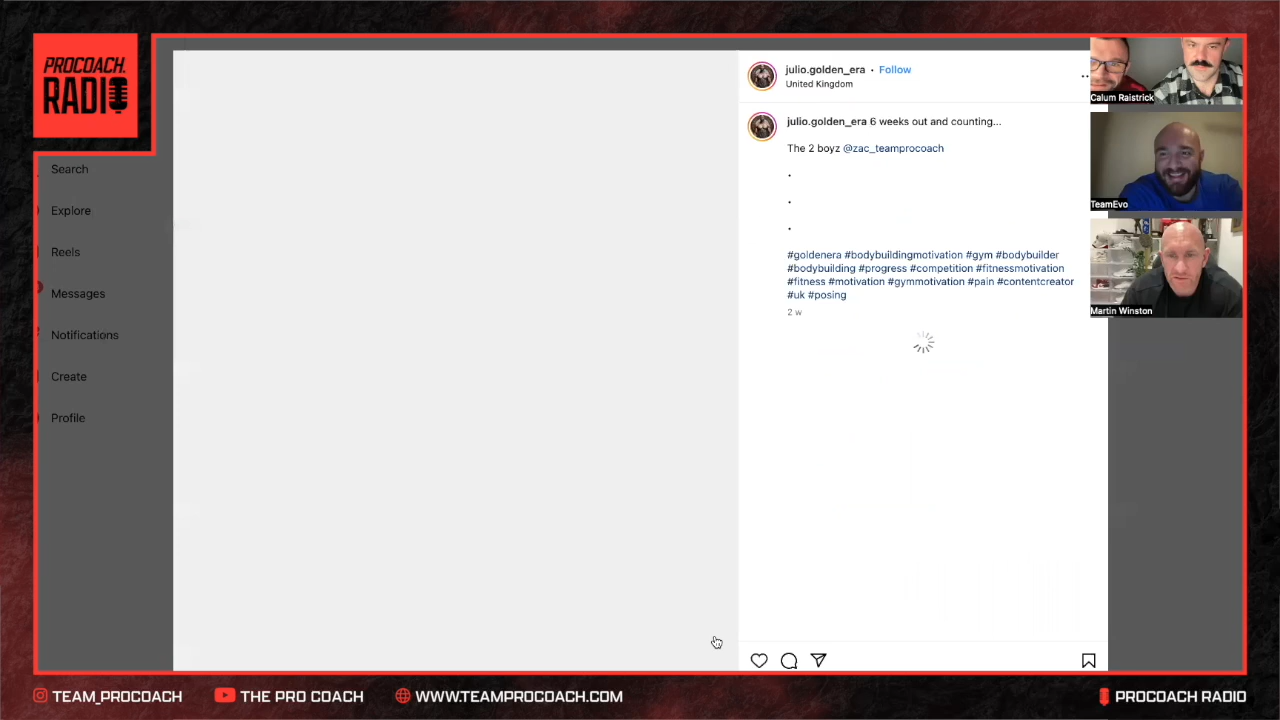 PROCOACH.
RADIO
Search
Explore
Reels
Messages
Notifications
Create
Profile
julio.golden_era • Follow
United Kingdom
julio.golden_era 6 weeks out and counting...
The 2 boyz @zac_teamprocoach
.
.
.
#goldenera #bodybuildingmotivation #gym #bodybuilder
#bodybuilding #progress #competition #fitnessmotivation
#fitness #motivation #gymmotivation #pain #contentcreator
#uk #posing
2 w
Calum Raistrick
TeamEvo
Martin Winston
TEAM_PROCOACH
THE PRO COACH
WWW.TEAMPROCOACH.COM
PROCOACH RADIO